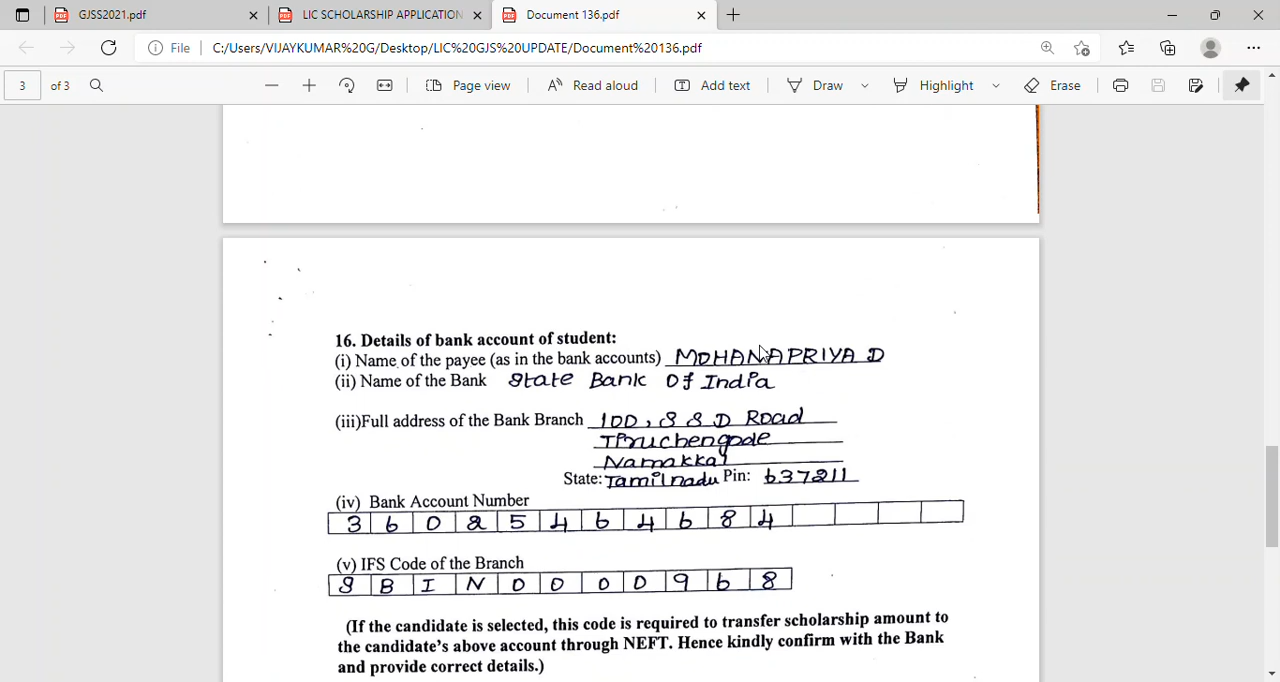 GJSS2021.pdf
LIC SCHOLARSHIP APPLICATION
Document 136.pdf
File
C:/Users/VIJAYKUMAR%20G/Desktop/LIC%20GJS%20UPDATE/Document%20136.pdf
3 of 3
Page view
Read aloud
Add text
Draw
Highlight
Erase
16. Details of bank account of student:
(i) Name of the payee (as in the bank accounts) MOHANAPRIYA D
(ii) Name of the Bank State Bank Of India
(iii)Full address of the Bank Branch 100, S S D Road
Thruchengode
Namakkal
State: Tamilnadu Pin: 637211
(iv) Bank Account Number
3 6 0 2 5 4 6 4 6 8 4
(v) IFS Code of the Branch
S B I N 0 0 0 0 9 6 8
(If the candidate is selected, this code is required to transfer scholarship amount to
the candidate's above account through NEFT. Hence kindly confirm with the Bank
and provide correct details.)